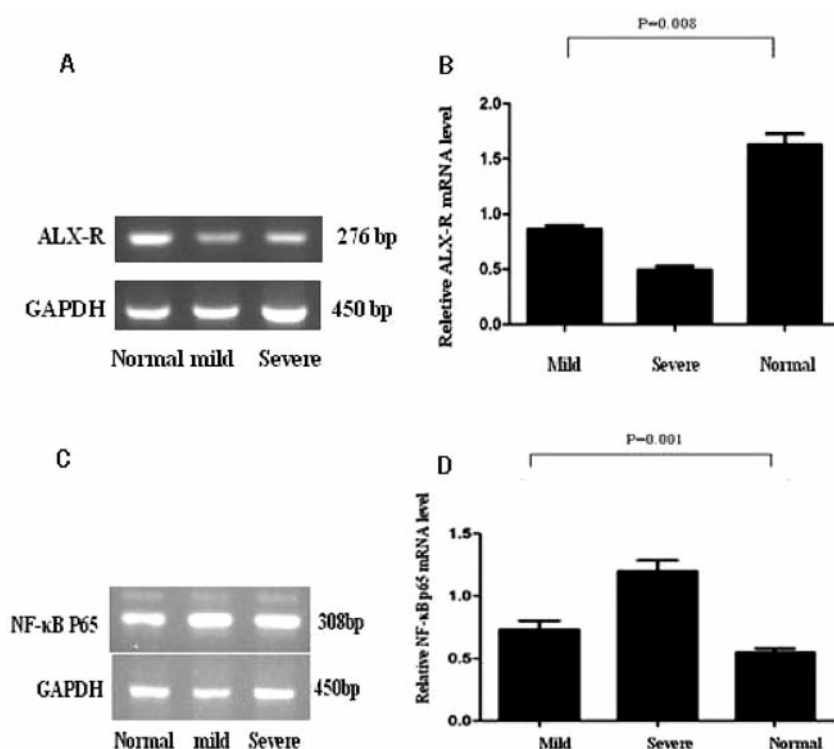 A
ALX-R
276 bp
GAPDH
450 bp
Normal mild Severe
B
P=0.008
Reletive ALX-R mRNA level
2.0
1.5
1.0
0.5
0.0
Mild Severe Normal
C
NF-κB P65
308bp
GAPDH
450bp
Normal mild Severe
D
P=0.001
Relative NF-κB p65 mRNA level
1.5
1.0
0.5
0.0
Mild Severe Normal